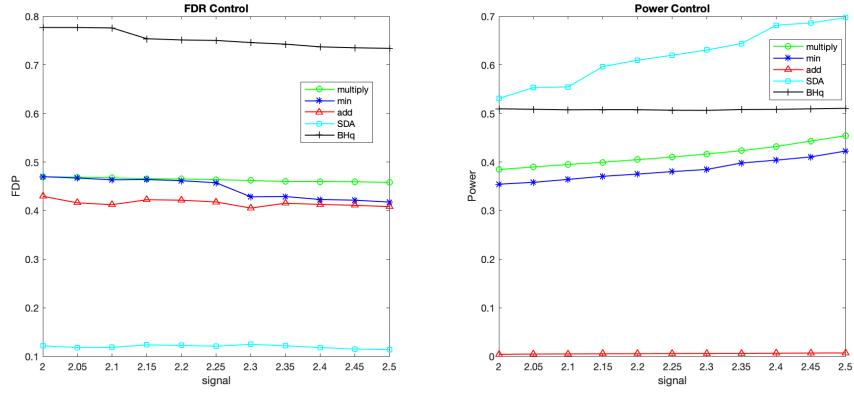 FDR Control
0.8
0.7
0.6
0.5
0.4
0.3
0.2
0.1
FDP
2 2.05 2.1 2.15 2.2 2.25 2.3 2.35 2.4 2.45 2.5
signal
multiply
min
add
SDA
BHq
Power Control
0.7
0.6
0.5
0.4
0.3
0.2
0.1
0
Power
2 2.05 2.1 2.15 2.2 2.25 2.3 2.35 2.4 2.45 2.5
signal
multiply
min
add
SDA
BHq